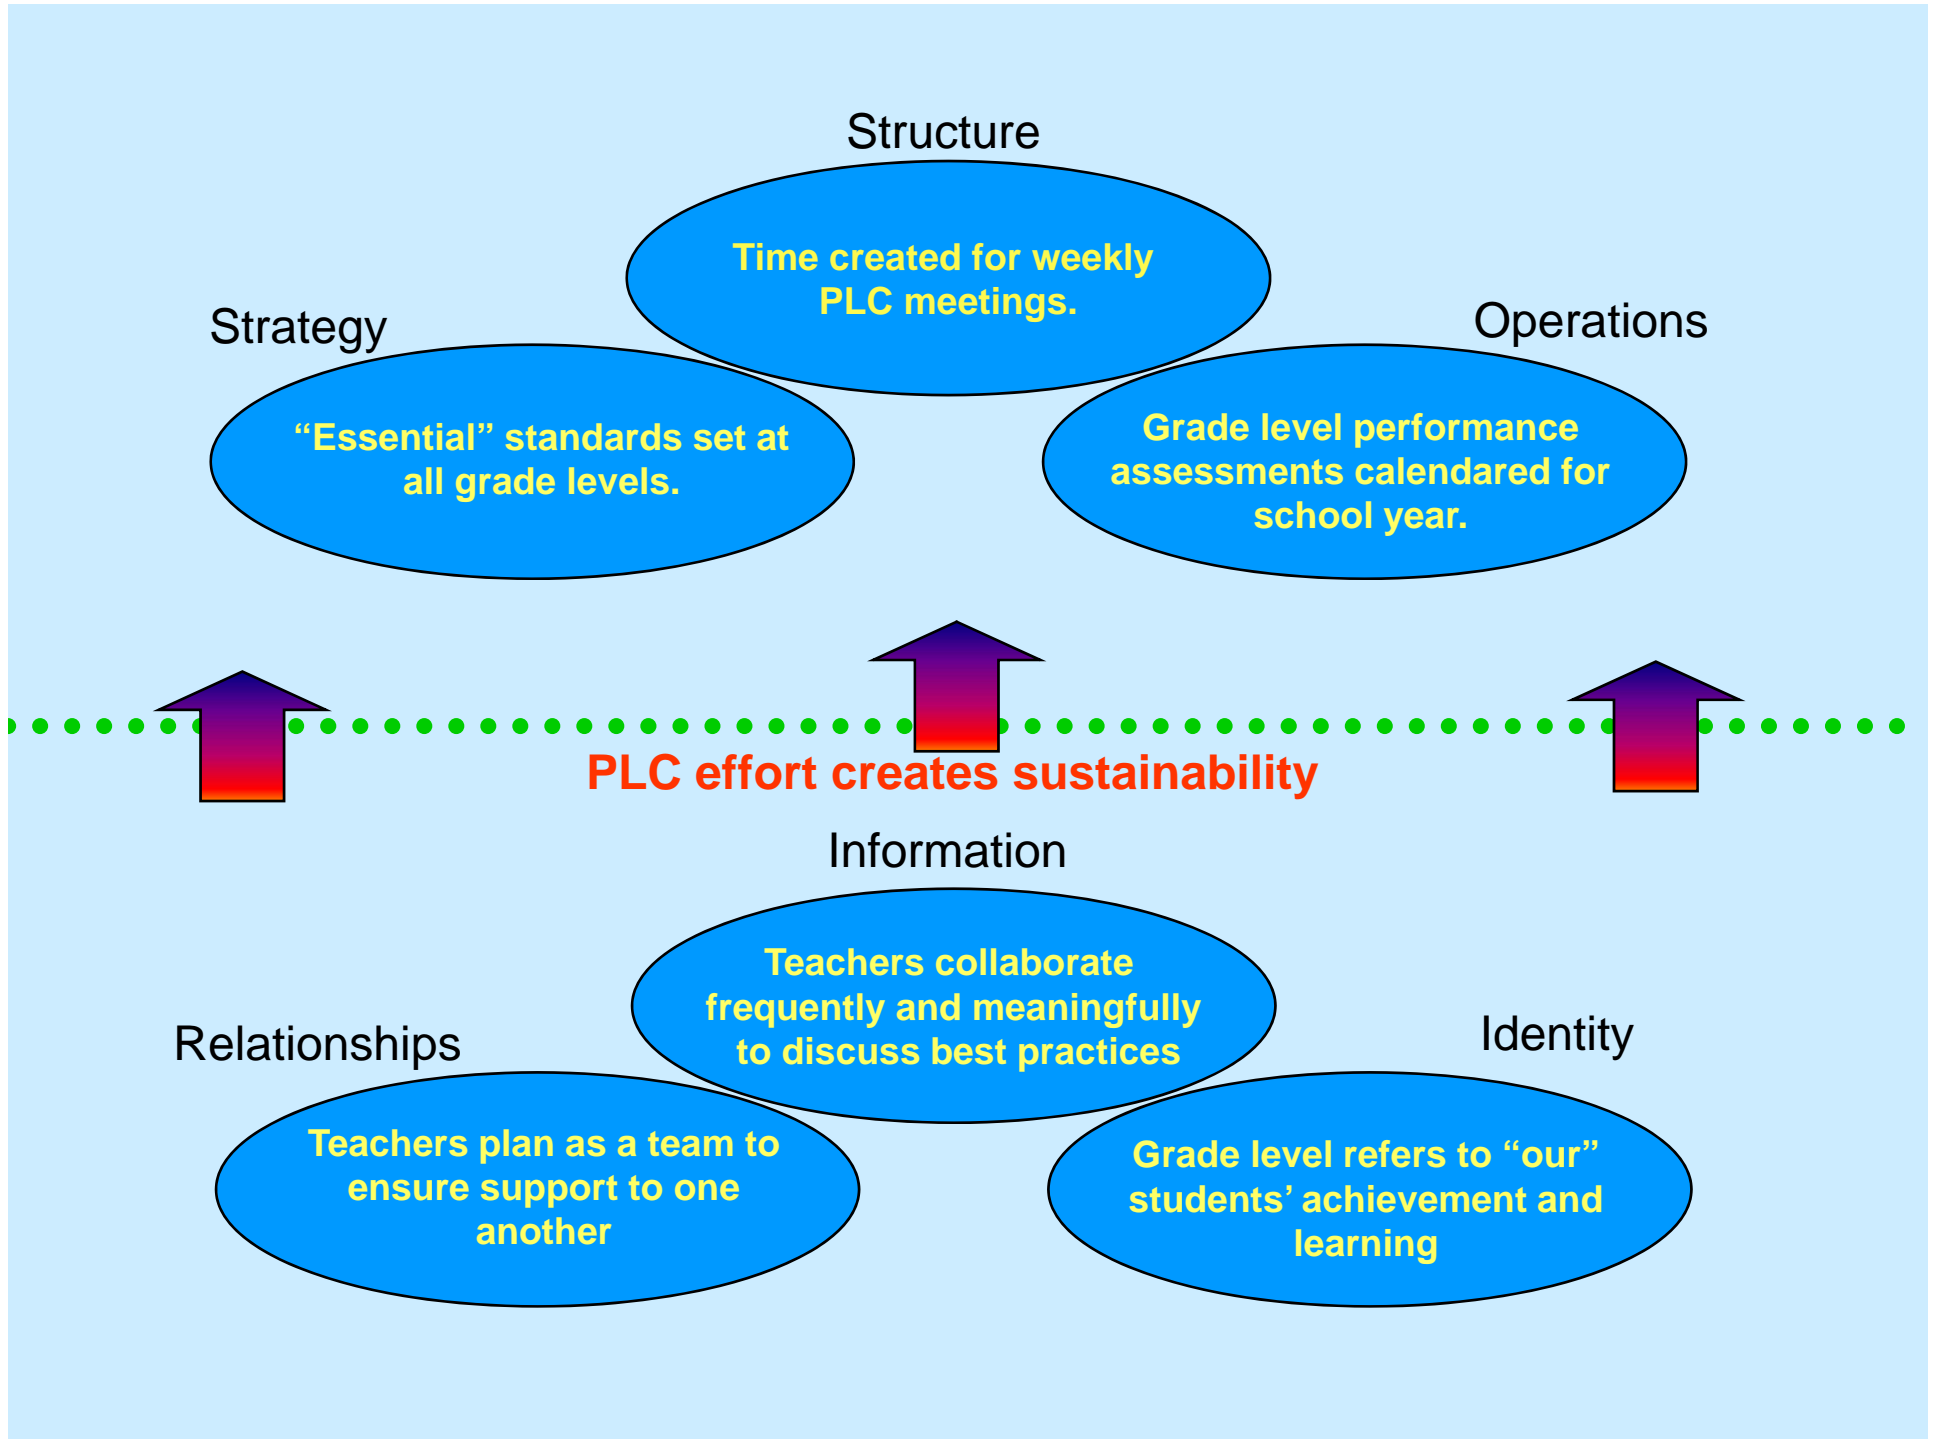 Structure
Time created for weekly
PLC meetings.
Strategy
“Essential” standards set at
all grade levels.
Operations
Grade level performance
assessments calendared for
school year.
PLC effort creates sustainability
Information
Teachers collaborate
frequently and meaningfully
to discuss best practices
Relationships
Teachers plan as a team to
ensure support to one
another
Identity
Grade level refers to “our”
students’ achievement and
learning